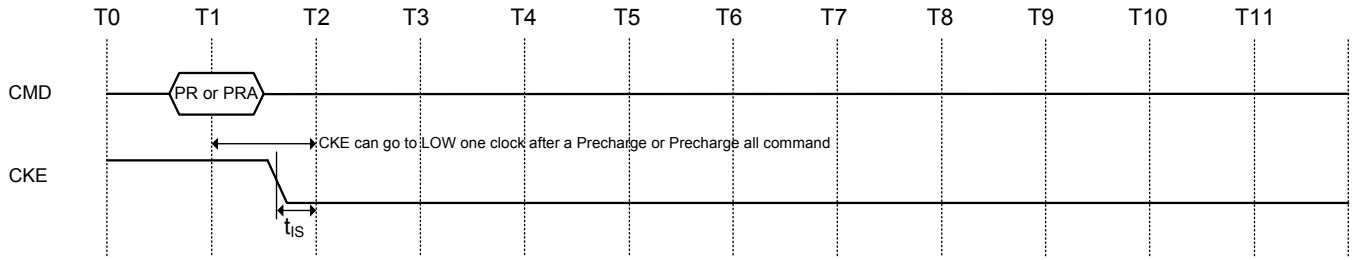 T0 T1 T2 T3 T4 T5 T6 T7 T8 T9 T10 T11
CMD PR or PRA
CKE can go to LOW one clock after a Precharge or Precharge all command
CKE
tIS